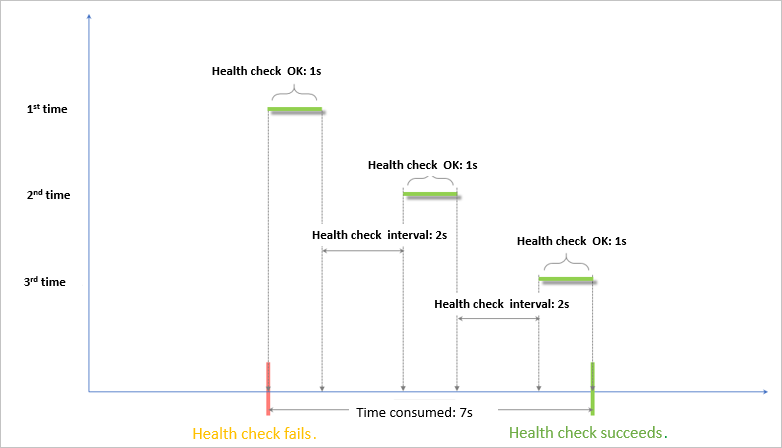 Health check OK: 1s
1st time
Health check OK: 1s
2nd time
Health check interval: 2s
Health check OK: 1s
3rd time
Health check interval: 2s
Time consumed: 7s
Health check fails.
Health check succeeds.